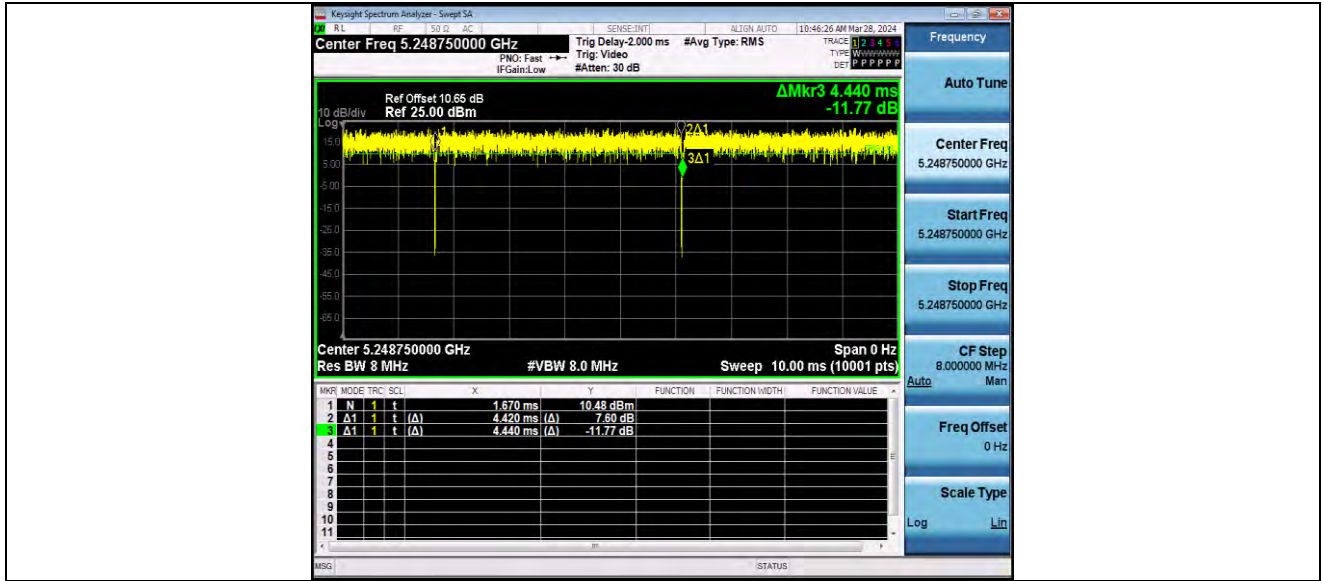 Keysight Spectrum Analyzer - Swept SA
RL RF 50 Ω AC SENSE:INT ALIGN AUTO 10:46:26 AM Mar 28, 2024
Center Freq 5.248750000 GHz
PNO: Fast
IFGain:Low
Trig Delay-2.000 ms
Trig: Video
#Atten: 30 dB
#Avg Type: RMS
TRACE 1 2 3 4 5 6
TYPE W
DET P P P P P P
ΔMkr3 4.440 ms
-11.77 dB
Ref Offset 10.65 dB
10 dB/div Ref 25.00 dBm
Log
15.0
5.00
-5.00
-15.0
-25.0
-35.0
-45.0
-55.0
-65.0
1
2Δ1
3Δ1
Center 5.248750000 GHz Span 0 Hz
Res BW 8 MHz #VBW 8.0 MHz Sweep 10.00 ms (10001 pts)
MKR MODE TRC SCL X Y FUNCTION FUNCTION WIDTH FUNCTION VALUE
1 N 1 t 1.670 ms 10.48 dBm
2 Δ1 1 t (Δ) 4.420 ms (Δ) 7.60 dB
3 Δ1 1 t (Δ) 4.440 ms (Δ) -11.77 dB
4
5
6
7
8
9
10
11
MSG STATUS
Frequency
Auto Tune
Center Freq
5.248750000 GHz
Start Freq
5.248750000 GHz
Stop Freq
5.248750000 GHz
CF Step
8.000000 MHz
Auto Man
Freq Offset
0 Hz
Scale Type
Log Lin